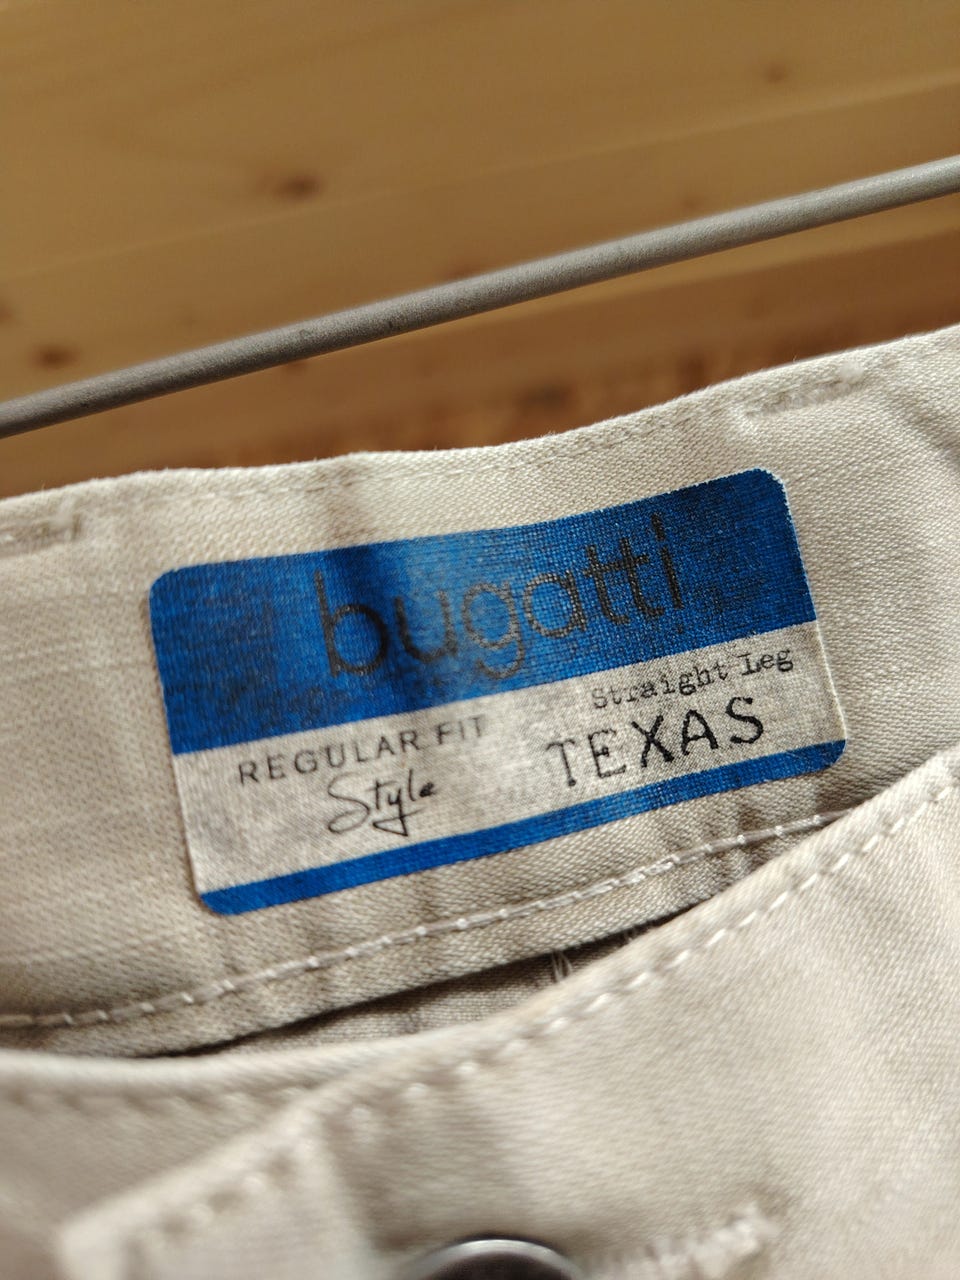 bugatti
REGULAR FIT
Style
Straight Leg
TEXAS